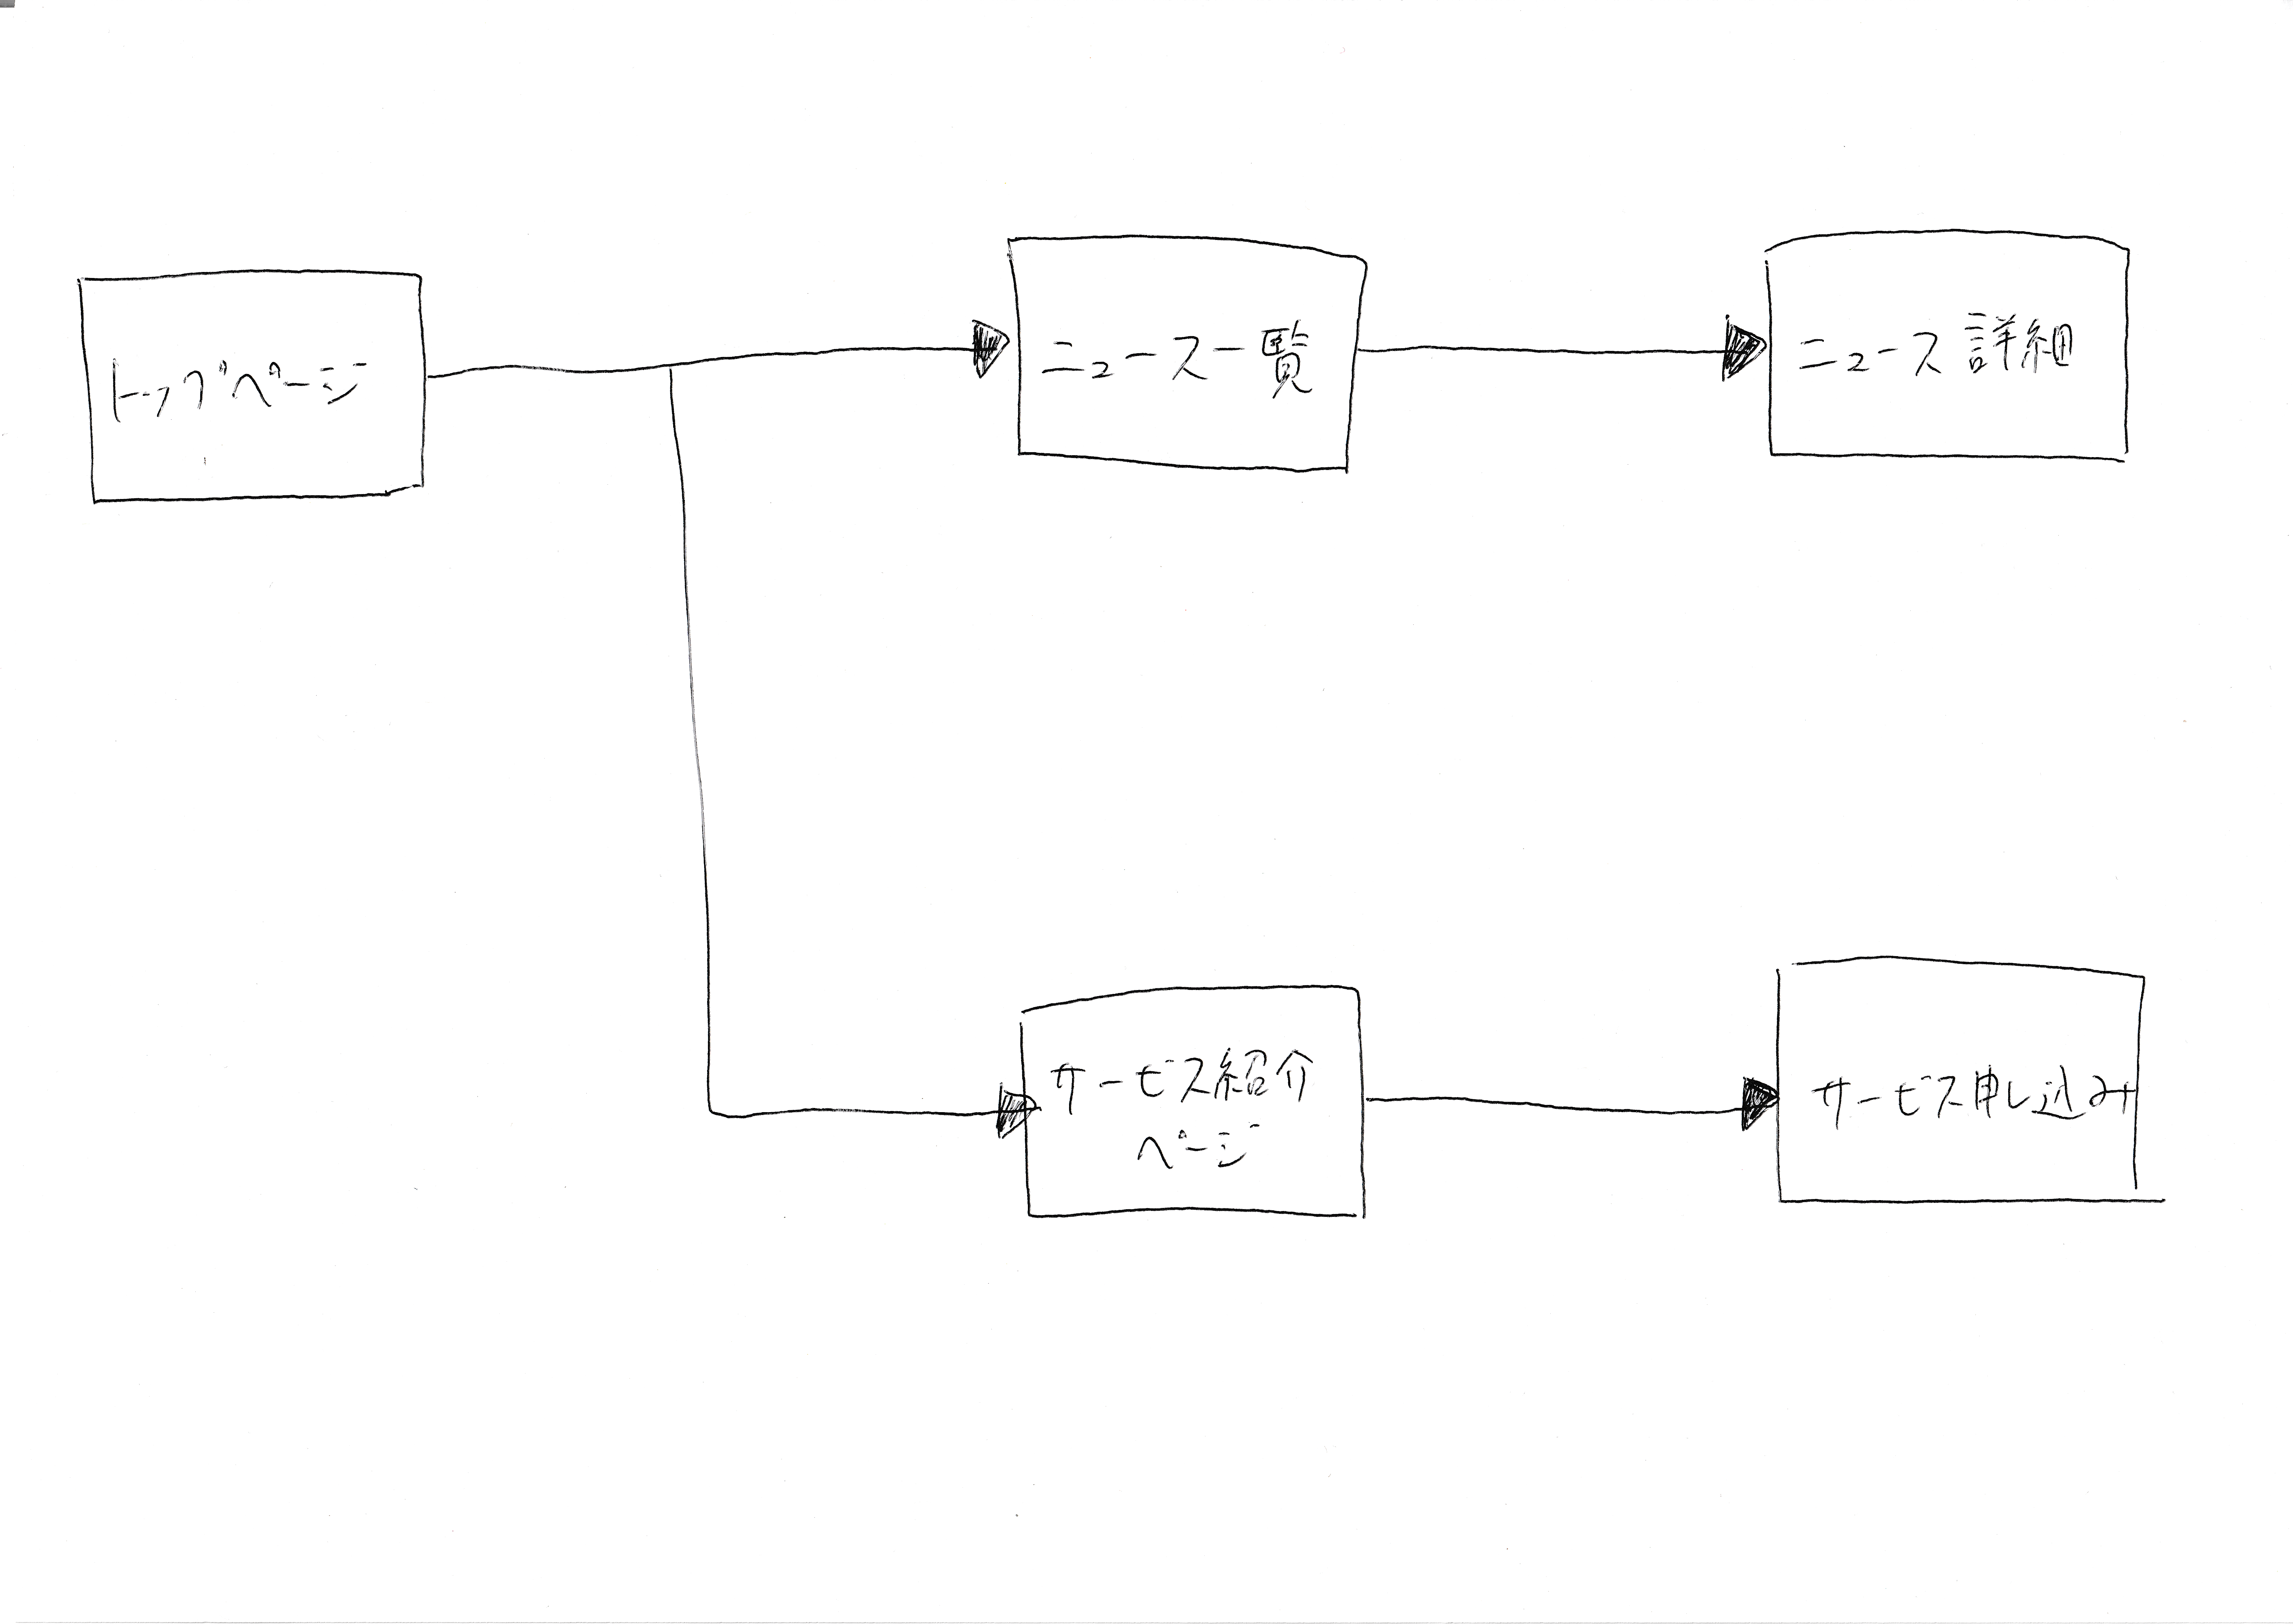 トップページ
ニュース一覧
ニュース詳細
サービス紹介
ページ
サービス申し込み